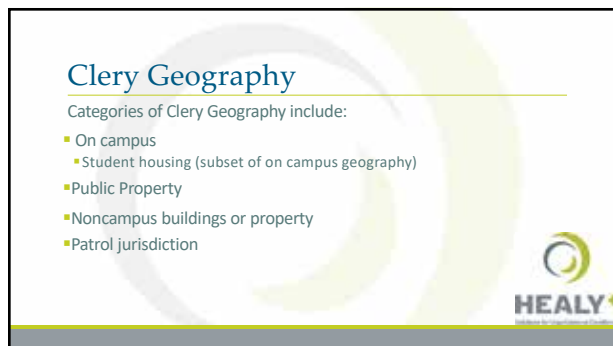 Clery Geography
Categories of Clery Geography include:
▪ On campus
▪ Student housing (subset of on campus geography)
▪Public Property
▪Noncampus buildings or property
▪Patrol jurisdiction
HEALY+